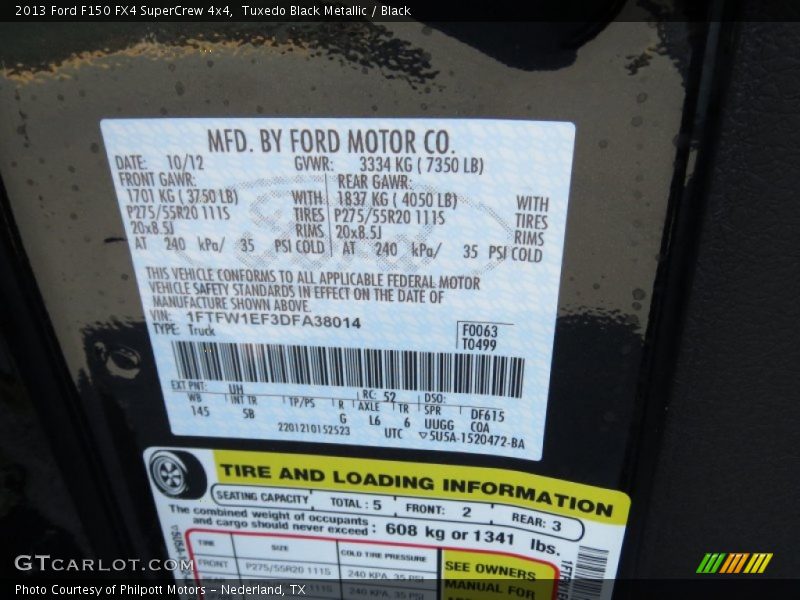 2013 Ford F150 FX4 SuperCrew 4x4, Tuxedo Black Metallic / Black
MFD. BY FORD MOTOR CO.
DATE: 10/12 GVWR: 3334 KG ( 7350 LB)
FRONT GAWR: REAR GAWR:
1701 KG ( 3750 LB) WITH 1837 KG ( 4050 LB) WITH
P275/55R20 111S TIRES P275/55R20 111S TIRES
20x8.5J RIMS 20x8.5J RIMS
AT 240 kPa/ 35 PSI COLD AT 240 kPa/ 35 PSI COLD
THIS VEHICLE CONFORMS TO ALL APPLICABLE FEDERAL MOTOR
VEHICLE SAFETY STANDARDS IN EFFECT ON THE DATE OF
MANUFACTURE SHOWN ABOVE.
VIN: 1FTFW1EF3DFA38014
TYPE: Truck
F0063
T0499
EXT PNT: UH RC: 52 DSO:
WB INT TR TP/PS R AXLE TR SPR DF615
145 5B G L6 6 UUGG COA
2201210152523 UTC ▽5U5A-1520472-BA
TIRE AND LOADING INFORMATION
SEATING CAPACITY TOTAL : 5 FRONT: 2 REAR: 3
The combined weight of occupants
and cargo should never exceed : 608 kg or 1341 lbs.
TIRE SIZE COLD TIRE PRESSURE
SEE OWNERS
FRONT P275/55R20 111S 240 KPA, 35 PSI
MANUAL FOR
GTCARLOT.COM
Photo Courtesy of Philpott Motors – Nederland, TX